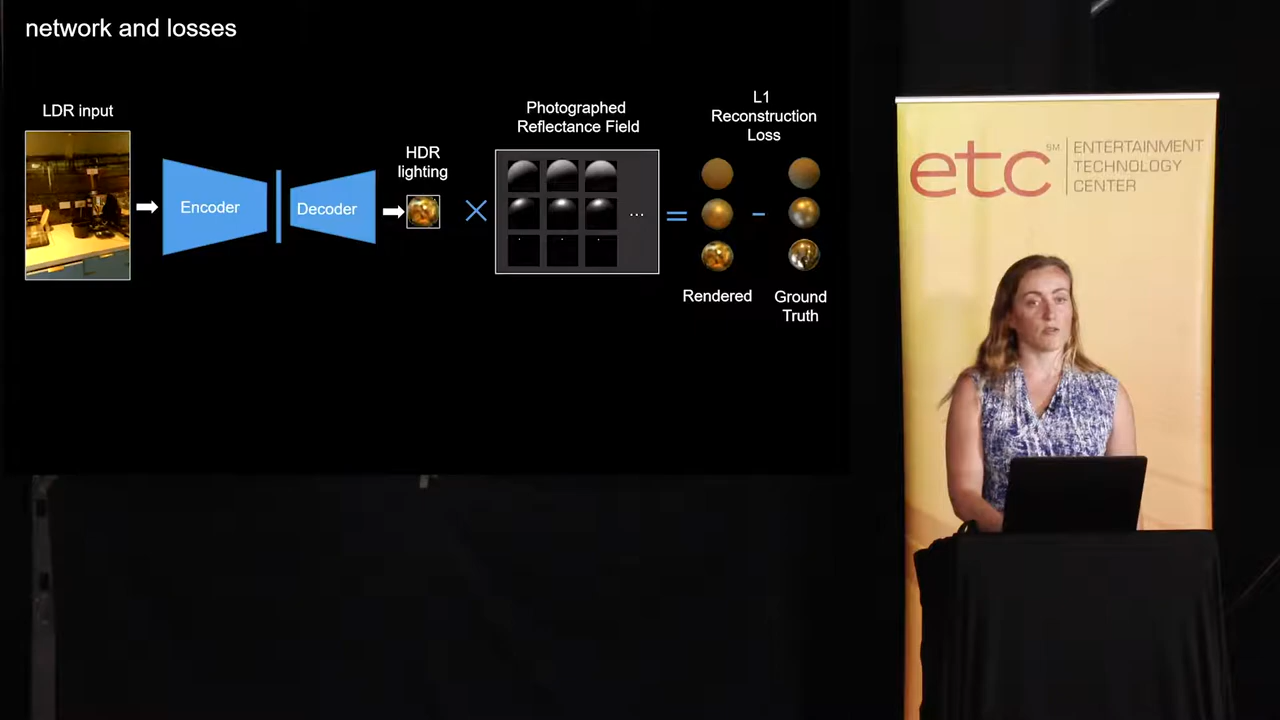 network and losses
LDR input
Encoder
Decoder
HDR
lighting
Photographed
Reflectance Field
...
L1
Reconstruction
Loss
Rendered
Ground
Truth
etc SM
ENTERTAINMENT
TECHNOLOGY
CENTER